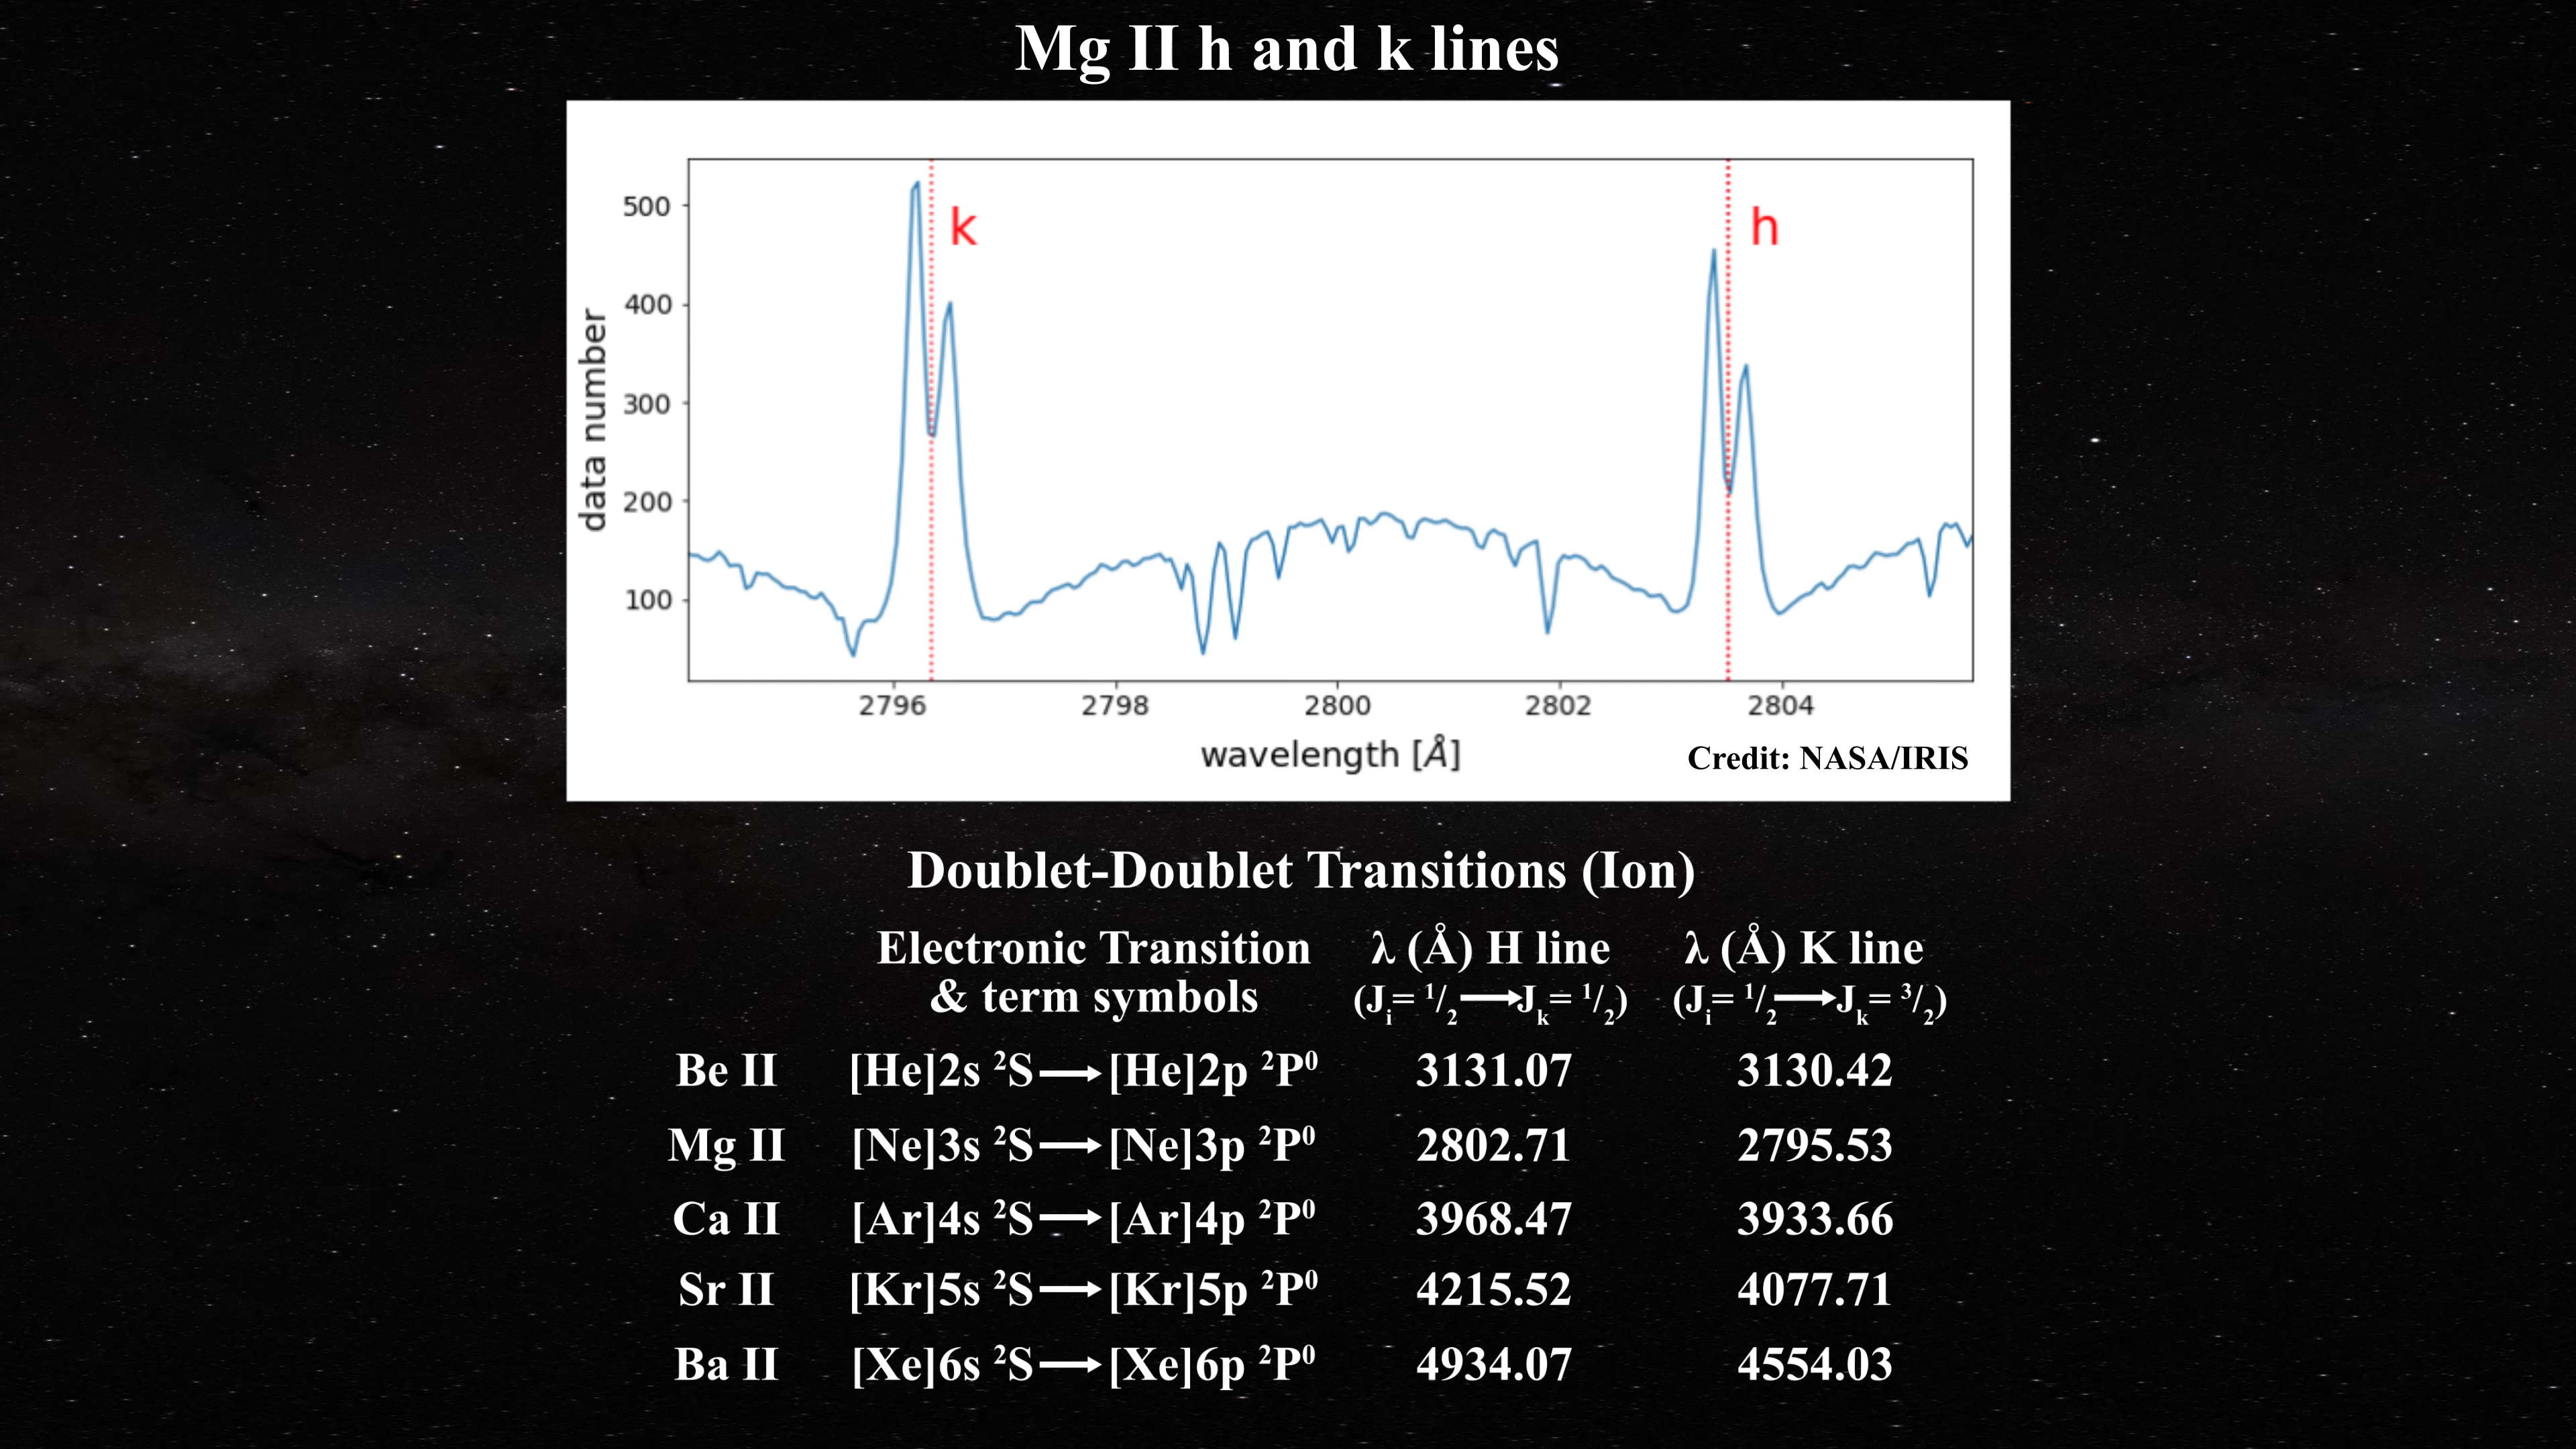 Mg II h and k lines
k
h
500
400
300
200
100
data number
2796 2798 2800 2802 2804
wavelength [Å]
Credit: NASA/IRIS
Doublet-Doublet Transitions (Ion)
Electronic Transition λ (Å) H line λ (Å) K line
& term symbols (Jᵢ= ¹/₂⟶Jₖ= ¹/₂) (Jᵢ= ¹/₂⟶Jₖ= ³/₂)
Be II [He]2s ²S⟶[He]2p ²P⁰ 3131.07 3130.42
Mg II [Ne]3s ²S⟶[Ne]3p ²P⁰ 2802.71 2795.53
Ca II [Ar]4s ²S⟶[Ar]4p ²P⁰ 3968.47 3933.66
Sr II [Kr]5s ²S⟶[Kr]5p ²P⁰ 4215.52 4077.71
Ba II [Xe]6s ²S⟶[Xe]6p ²P⁰ 4934.07 4554.03